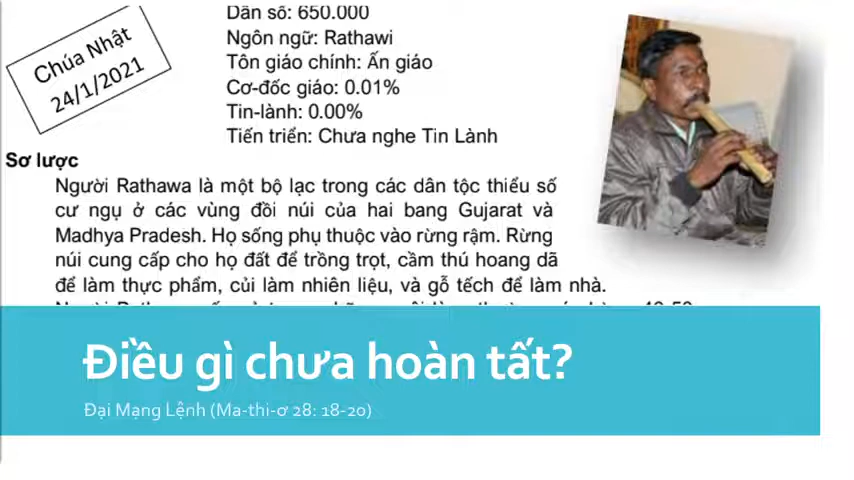 Chúa Nhật
24/1/2021
Dân số: 650.000
Ngôn ngữ: Rathawi
Tôn giáo chính: Ấn giáo
Cơ-đốc giáo: 0.01%
Tin-lành: 0.00%
Tiến triển: Chưa nghe Tin Lành
Sơ lược
Người Rathawa là một bộ lạc trong các dân tộc thiểu số
cư ngụ ở các vùng đồi núi của hai bang Gujarat và
Madhya Pradesh. Họ sống phụ thuộc vào rừng rậm. Rừng
núi cung cấp cho họ đất để trồng trọt, cầm thú hoang dã
để làm thực phẩm, củi làm nhiên liệu, và gỗ tếch để làm nhà.
Điều gì chưa hoàn tất?
Đại Mạng Lệnh (Ma-thi-ơ 28: 18-20)